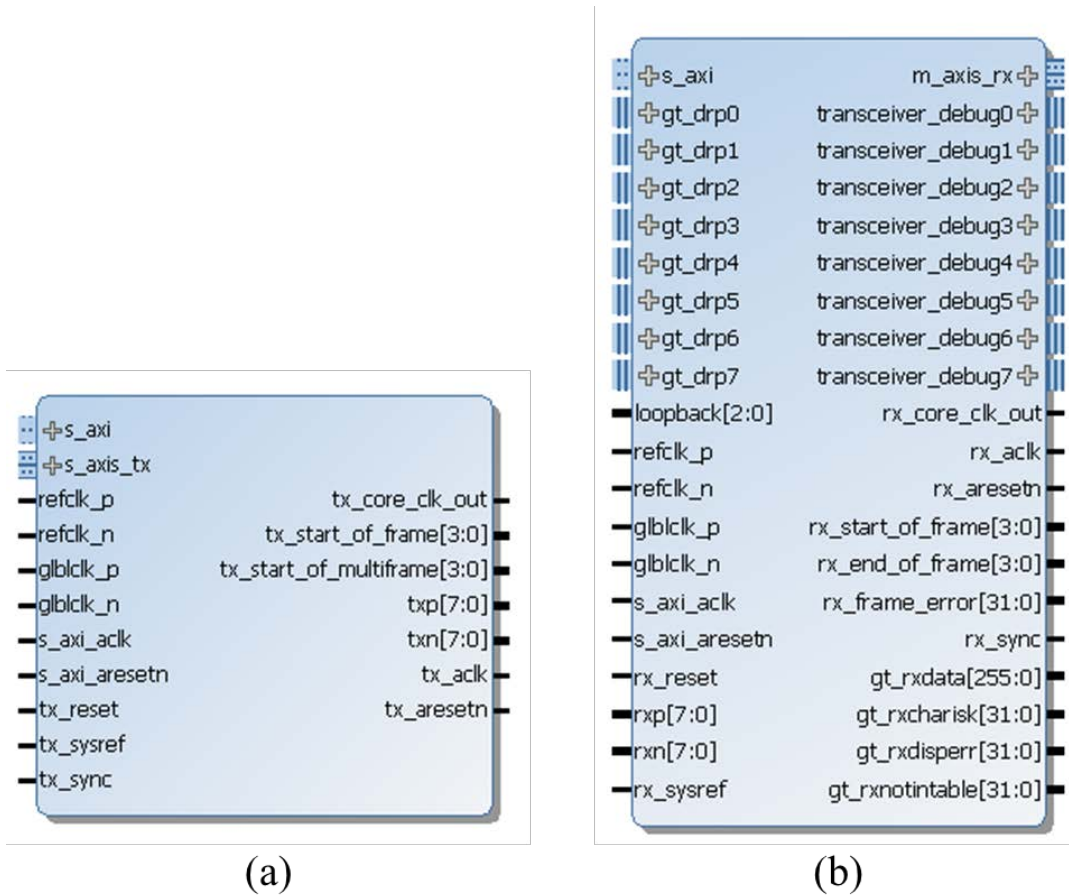 s_axi
s_axis_tx
refclk_p tx_core_clk_out
refclk_n tx_start_of_frame[3:0]
glblclk_p tx_start_of_multiframe[3:0]
glblclk_n txp[7:0]
s_axi_aclk txn[7:0]
s_axi_aresetn tx_aclk
tx_reset tx_aresetn
tx_sysref
tx_sync
(a)
s_axi m_axis_rx
gt_drp0 transceiver_debug0
gt_drp1 transceiver_debug1
gt_drp2 transceiver_debug2
gt_drp3 transceiver_debug3
gt_drp4 transceiver_debug4
gt_drp5 transceiver_debug5
gt_drp6 transceiver_debug6
gt_drp7 transceiver_debug7
loopback[2:0] rx_core_clk_out
refclk_p rx_aclk
refclk_n rx_aresetn
glblclk_p rx_start_of_frame[3:0]
glblclk_n rx_end_of_frame[3:0]
s_axi_aclk rx_frame_error[31:0]
s_axi_aresetn rx_sync
rx_reset gt_rxdata[255:0]
rxp[7:0] gt_rxcharisk[31:0]
rxn[7:0] gt_rxdisperr[31:0]
rx_sysref gt_rxnotintable[31:0]
(b)